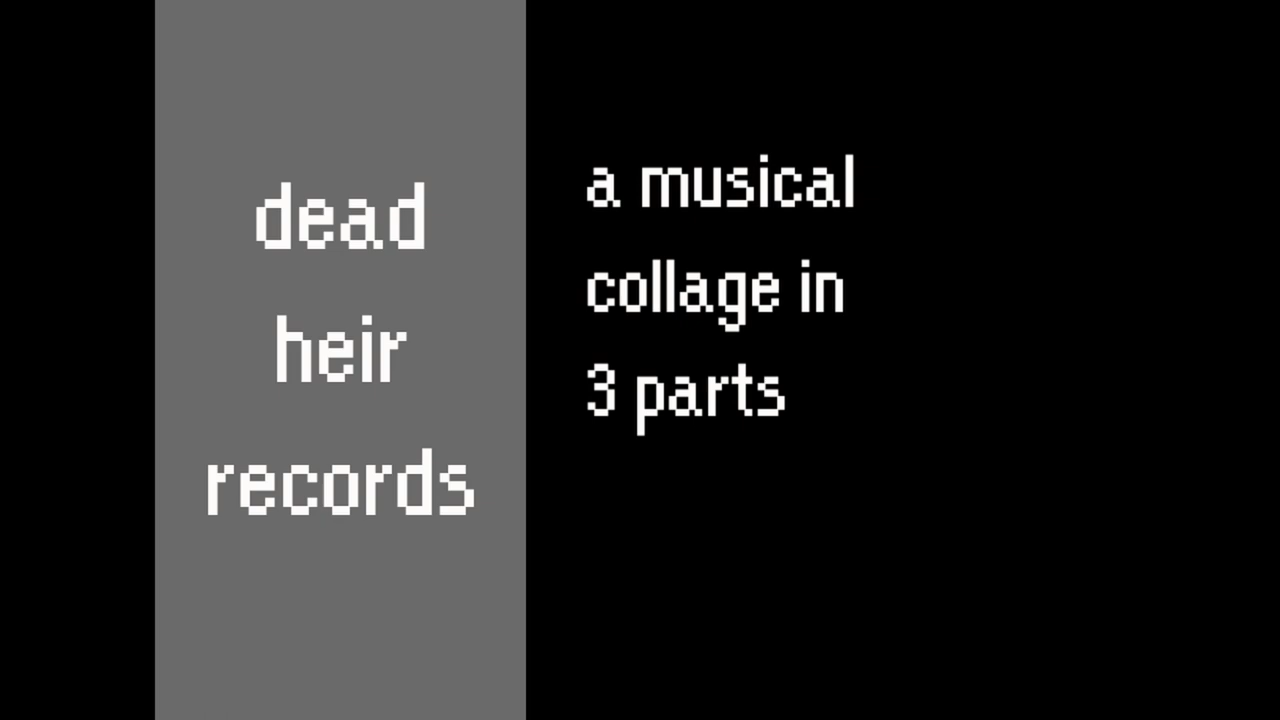 dead
heir
records
a musical
collage in
3 parts